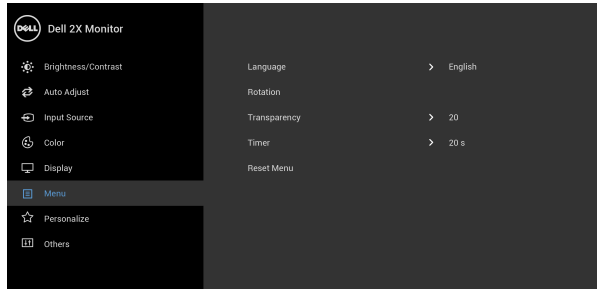 DELL Dell 2X Monitor
Brightness/Contrast
Auto Adjust
Input Source
Color
Display
Menu
Personalize
Others
Language > English
Rotation
Transparency > 20
Timer > 20 s
Reset Menu